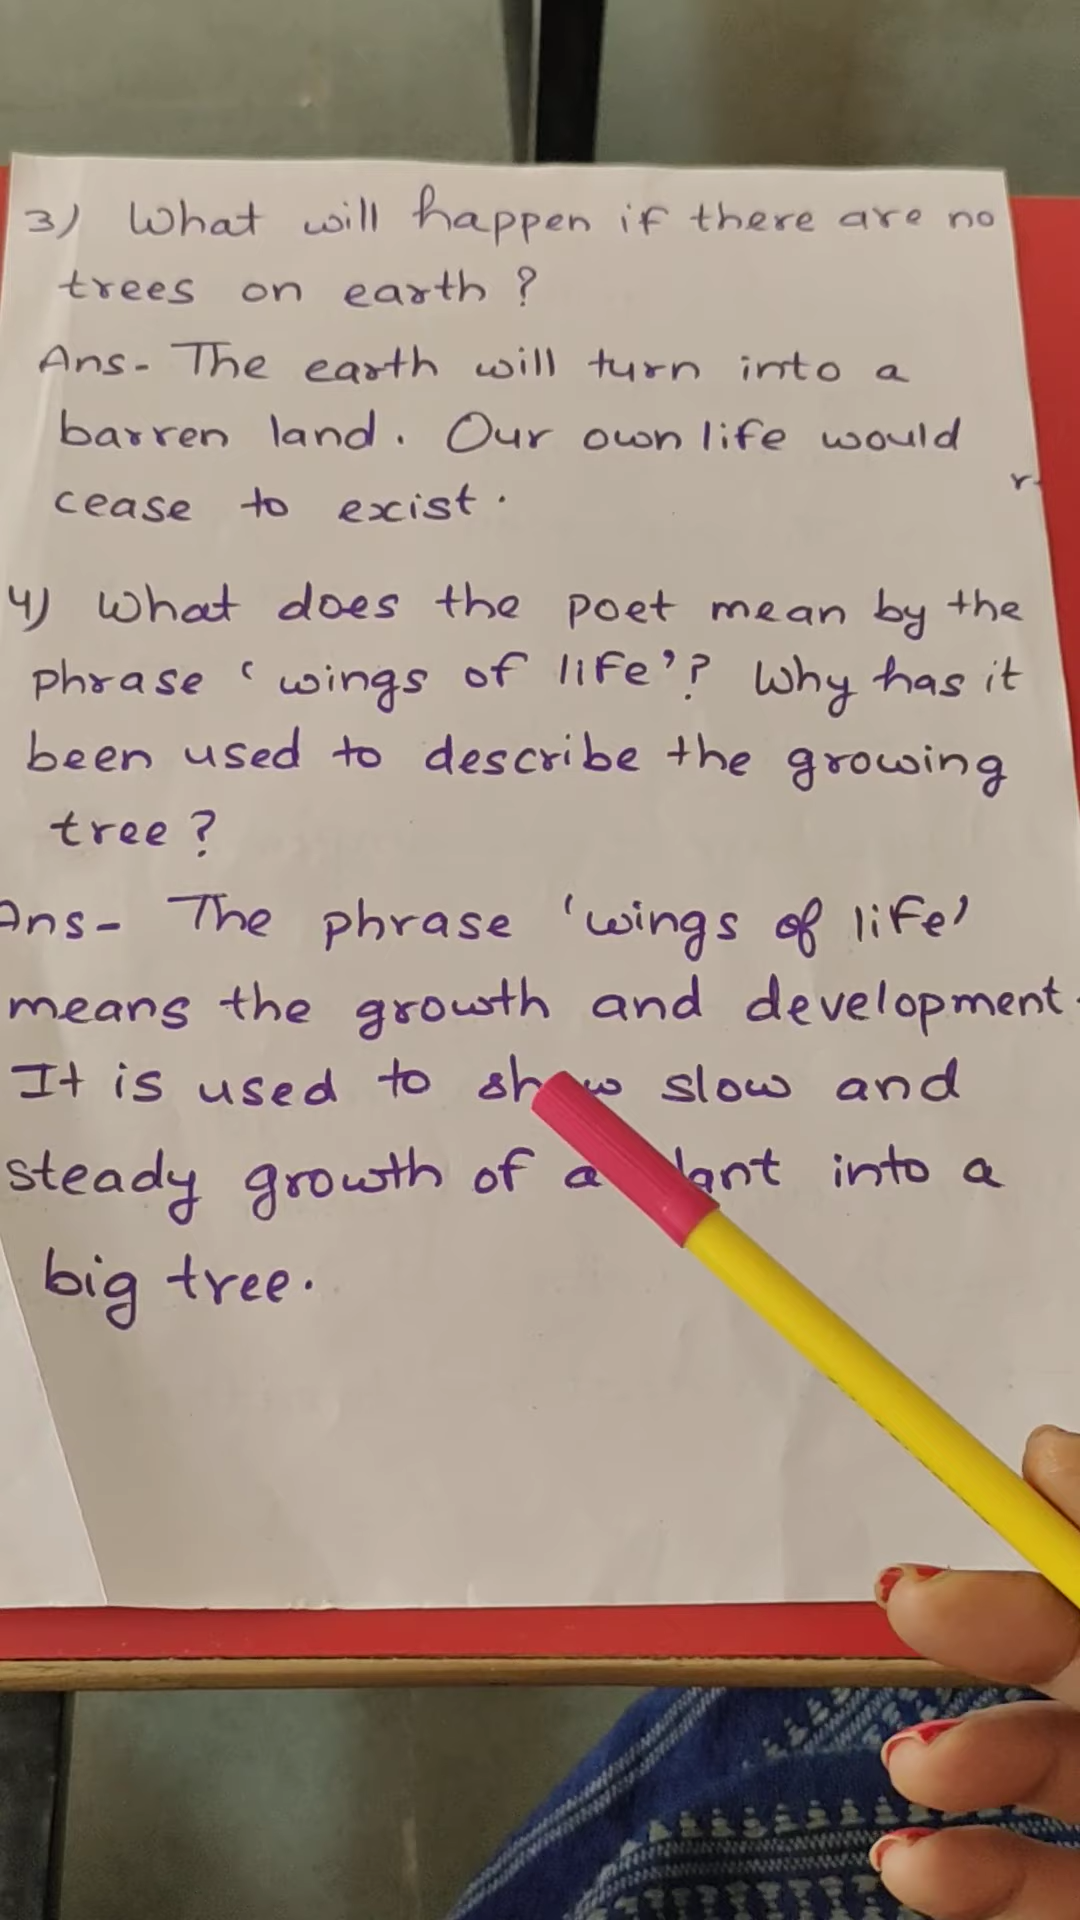 3) What will happen if there are no
trees on earth ?
Ans- The earth will turn into a
barren land. Our own life would
cease to excist.
4) What does the poet mean by the
phrase 'wings of life'? Why has it
been used to describe the growing
tree ?
Ans- The phrase 'wings of life'
means the growth and development.
It is used to show slow and
steady growth of a plant into a
big tree.